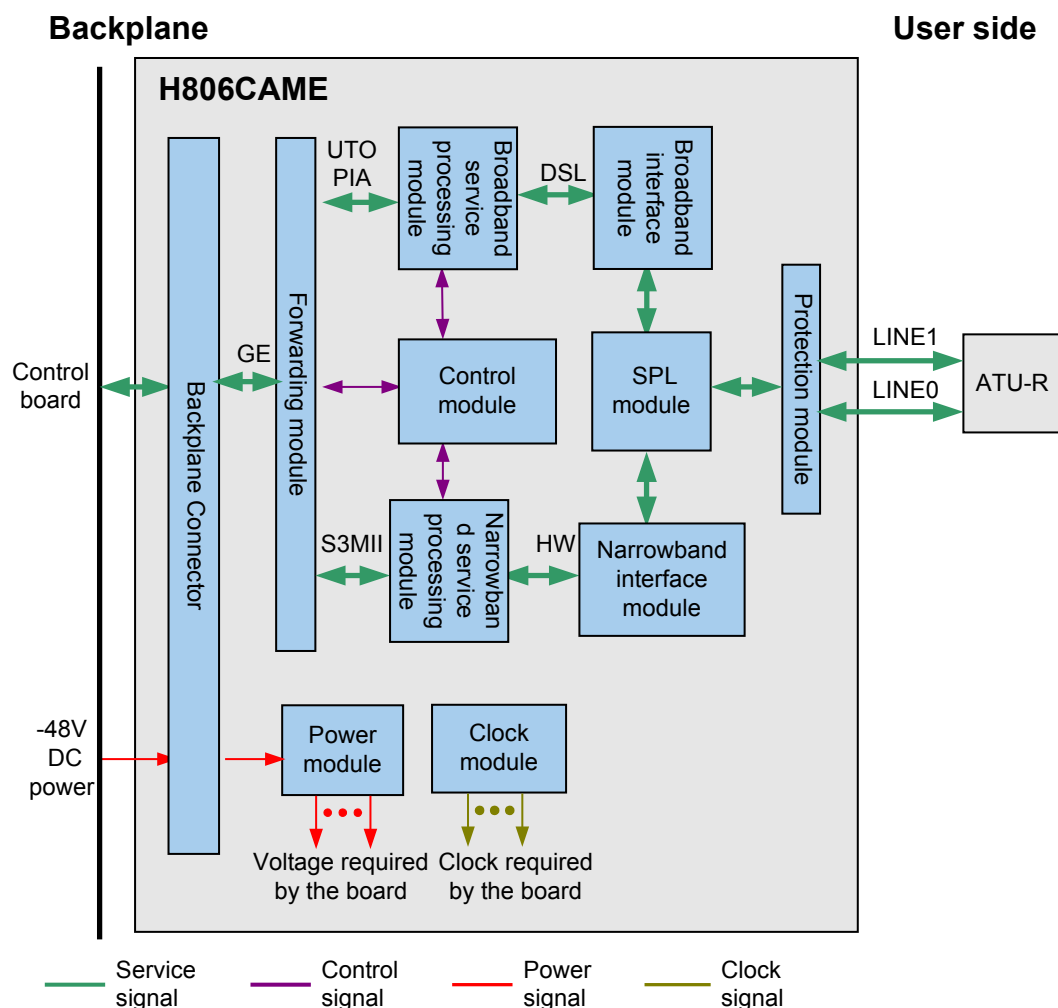 Backplane
User side
H806CAME
UTO
PIA
Broadband
service
processing
module
DSL
Broadband
interface
module
Backplane Connector
Forwarding module
GE
Control
board
Control
module
SPL
module
Protection module
LINE1
LINE0
ATU-R
S3MII
Narrowban
d service
processing
module
HW
Narrowband
interface
module
-48V
DC
power
Power
module
Clock
module
Voltage required
by the board
Clock required
by the board
Service
signal
Control
signal
Power
signal
Clock
signal